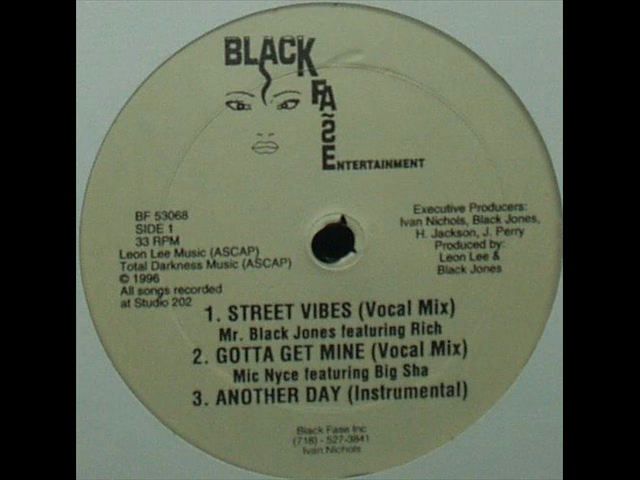 BLACK
FASE
ENTERTAINMENT
BF 53068
SIDE 1
33 RPM
Leon Lee Music (ASCAP)
Total Darkness Music (ASCAP)
© 1996
All songs recorded
at Studio 202
Executive Producers:
Ivan Nichols, Black Jones,
H. Jackson, J. Perry
Produced by:
Leon Lee &
Black Jones
1. STREET VIBES (Vocal Mix)
Mr. Black Jones featuring Rich
2. GOTTA GET MINE (Vocal Mix)
Mic Nyce featuring Big Sha
3. ANOTHER DAY (Instrumental)
Black Fase Inc
(718) - 527-3841
Ivan Nichols